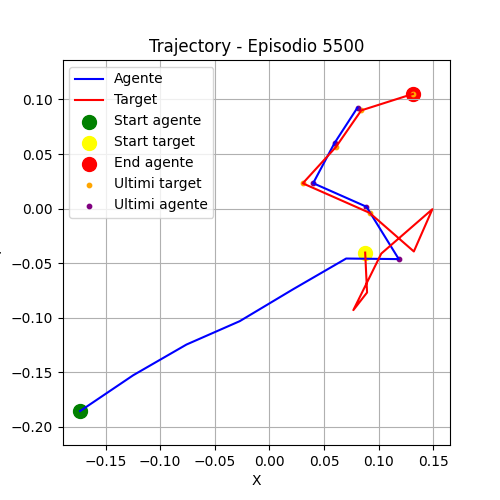 Trajectory - Episodio 5500
Agente
Target
Start agente
Start target
End agente
Ultimi target
Ultimi agente
0.10
0.05
0.00
−0.05
−0.10
−0.15
−0.20
−0.15
−0.10
−0.05
0.00
0.05
0.10
0.15
X